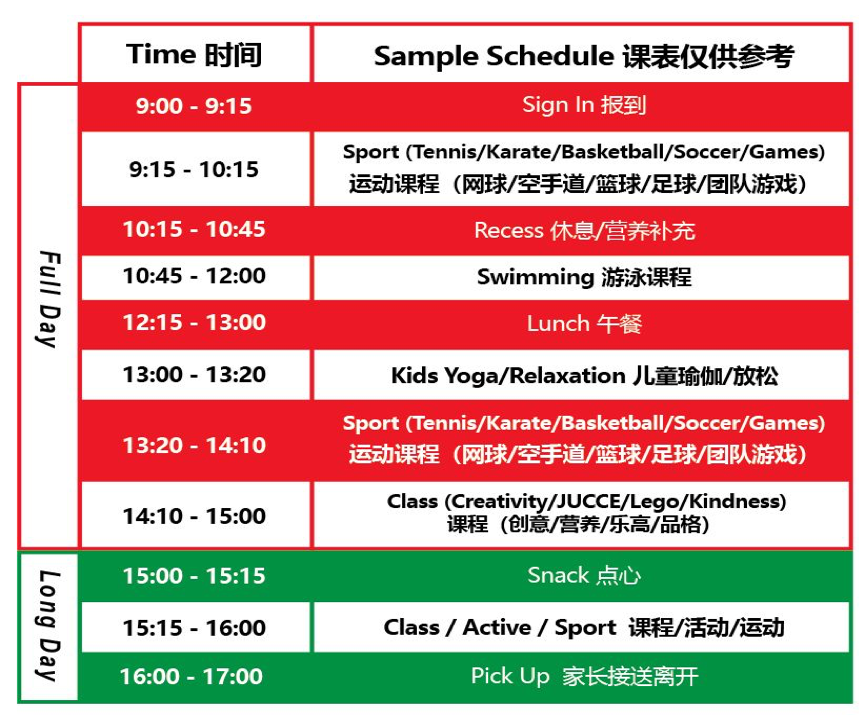 Time 时间
Sample Schedule 课表仅供参考
Full Day
9:00 - 9:15
Sign In 报到
9:15 - 10:15
Sport (Tennis/Karate/Basketball/Soccer/Games)
运动课程（网球/空手道/篮球/足球/团队游戏）
10:15 - 10:45
Recess 休息/营养补充
10:45 - 12:00
Swimming 游泳课程
12:15 - 13:00
Lunch 午餐
13:00 - 13:20
Kids Yoga/Relaxation 儿童瑜伽/放松
13:20 - 14:10
Sport (Tennis/Karate/Basketball/Soccer/Games)
运动课程（网球/空手道/篮球/足球/团队游戏）
14:10 - 15:00
Class (Creativity/JUCCE/Lego/Kindness)
课程（创意/营养/乐高/品格）
Long Day
15:00 - 15:15
Snack 点心
15:15 - 16:00
Class / Active / Sport 课程/活动/运动
16:00 - 17:00
Pick Up 家长接送离开